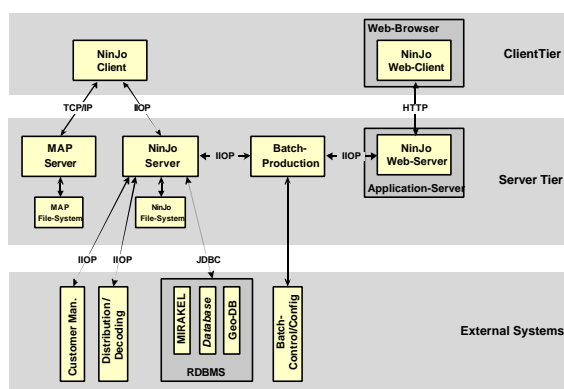 Web-Browser
ClientTier
NinJo
Client
NinJo
Web-Client
TCP/IP
IIOP
HTTP
MAP
Server
NinJo
Server
IIOP
Batch-
Production
IIOP
NinJo
Web-Server
Application-Server
Server Tier
MAP
File-System
NinJo
File-System
IIOP
IIOP
JDBC
Customer Man.
Distribution/
Decoding
MIRAKEL
Database
Geo-DB
RDBMS
Batch-
Control/Config
External Systems